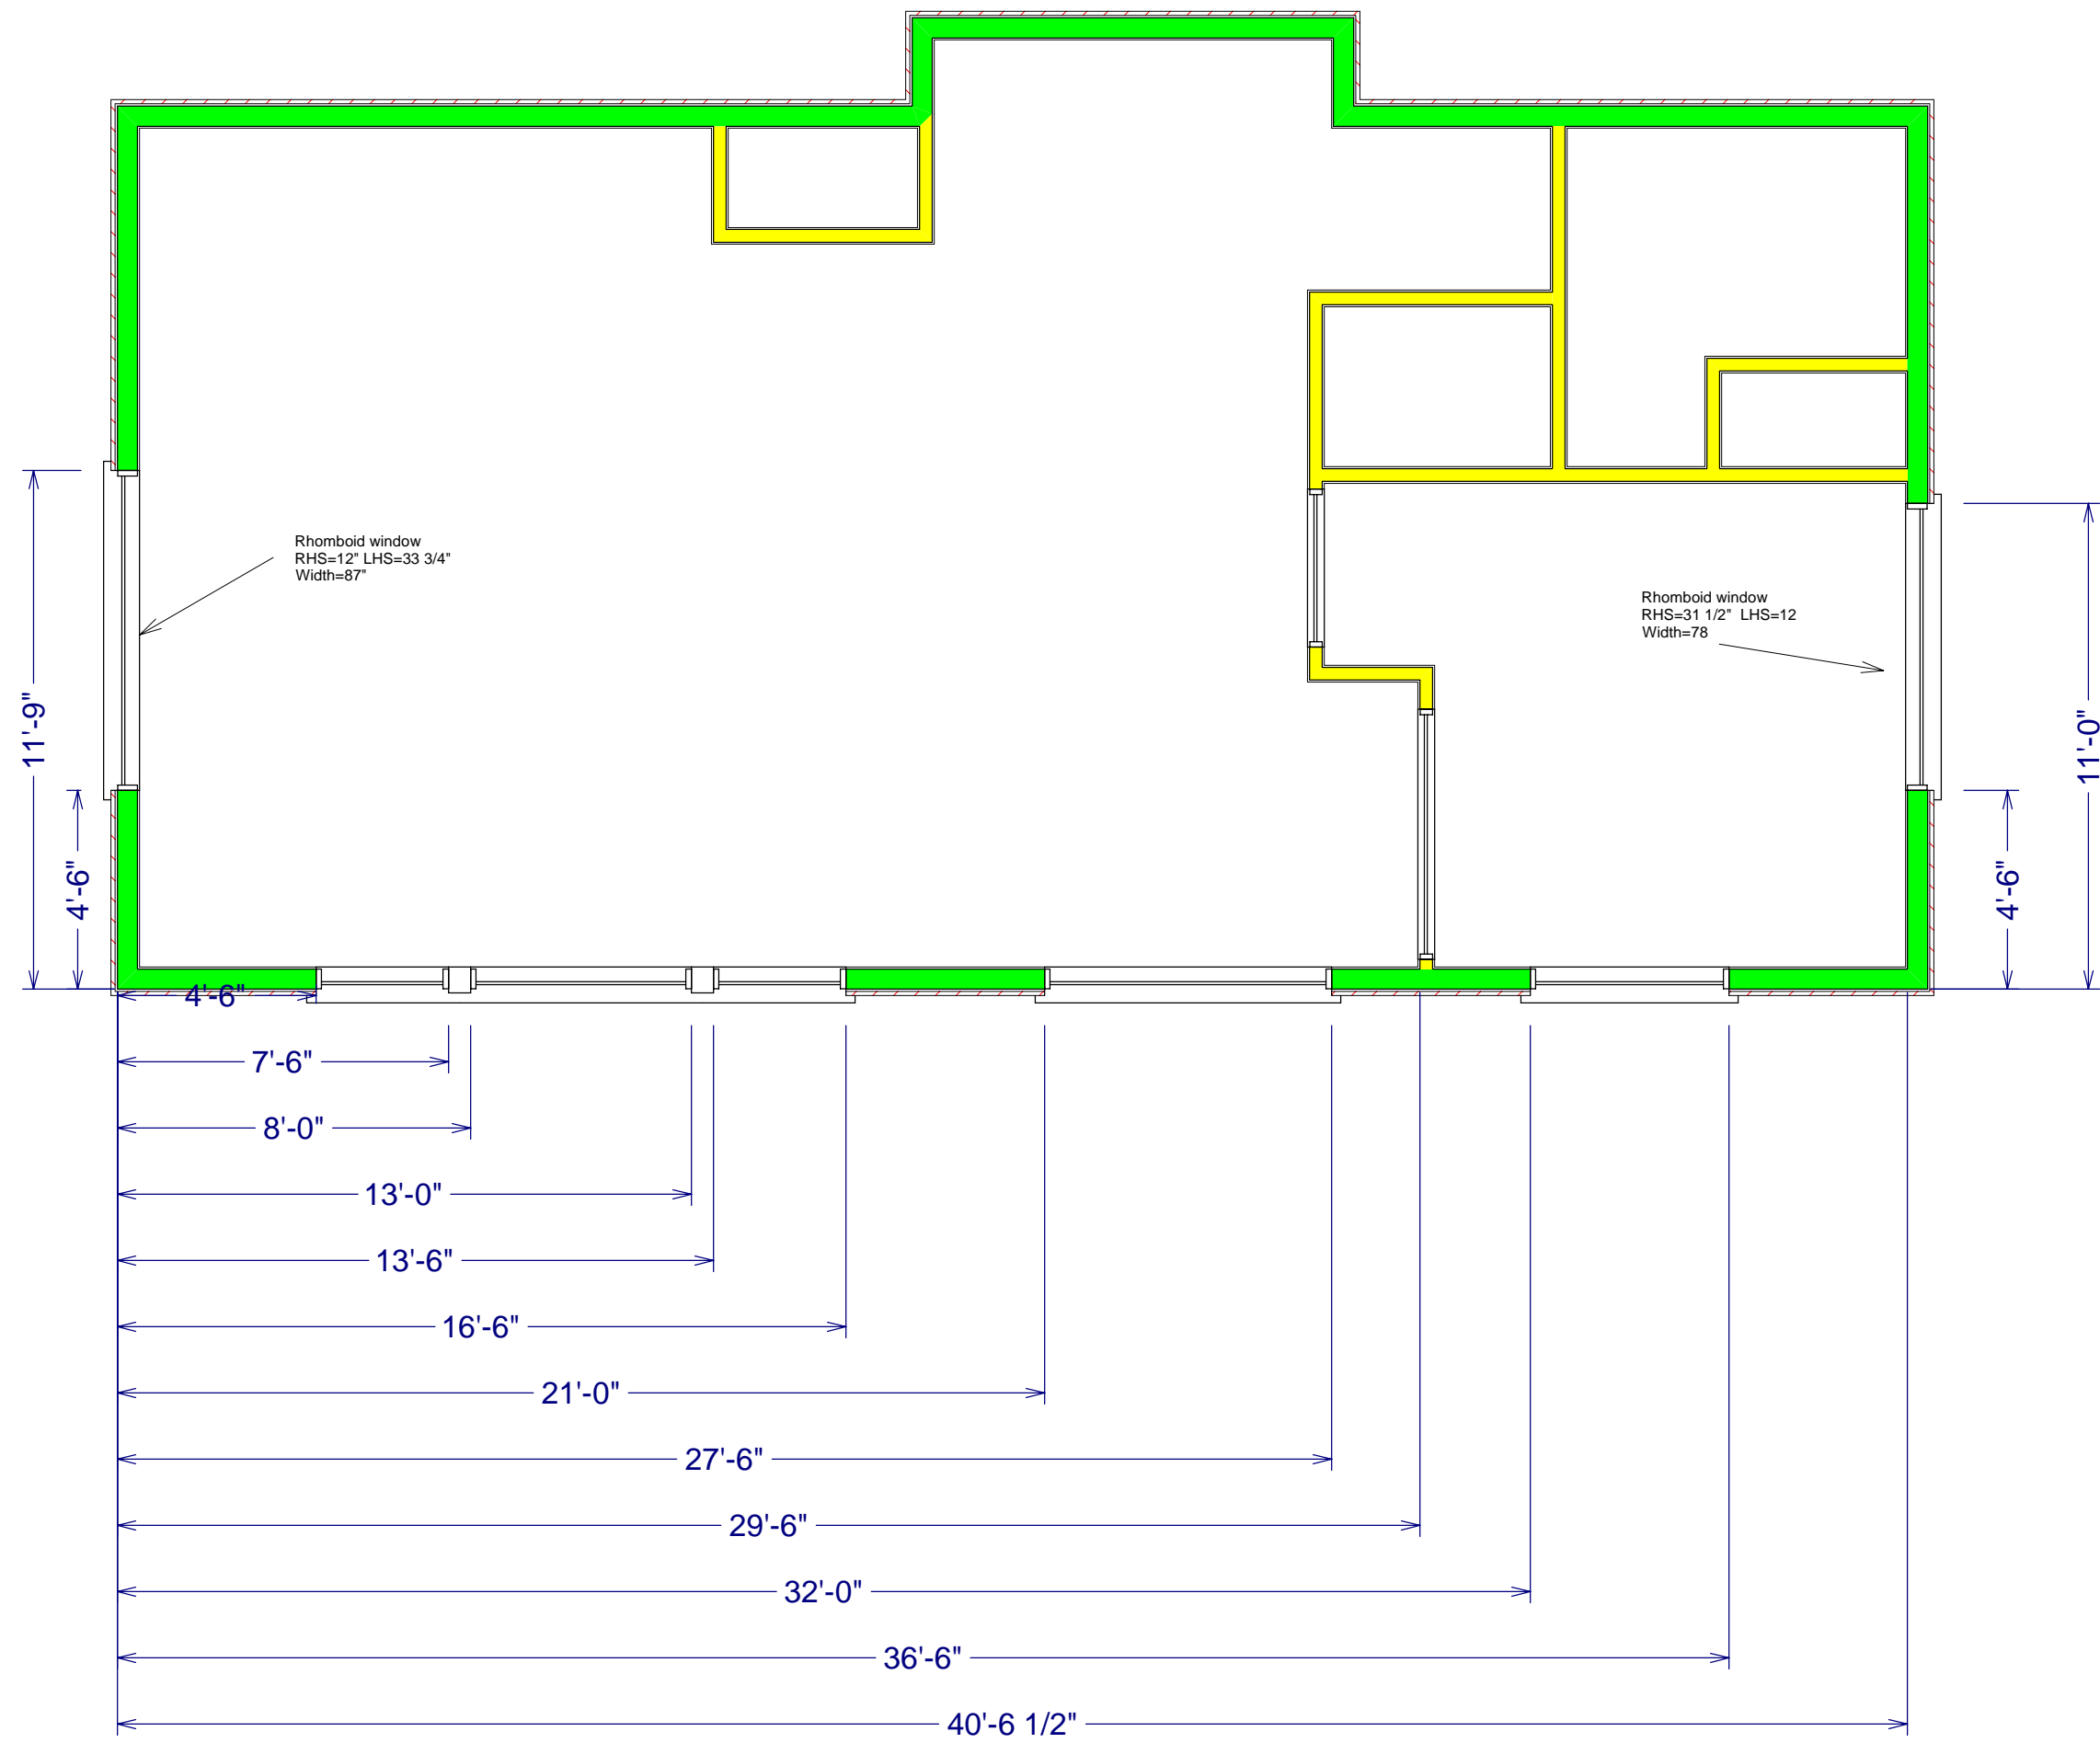 Rhomboid window
RHS=12" LHS=33 3/4"
Width=87"
Rhomboid window
RHS=31 1/2"  LHS=12
Width=78
11'-9"
4'-6"
11'-0"
4'-6"
4'-6"
7'-6"
8'-0"
13'-0"
13'-6"
16'-6"
21'-0"
27'-6"
29'-6"
32'-0"
36'-6"
40'-6 1/2"